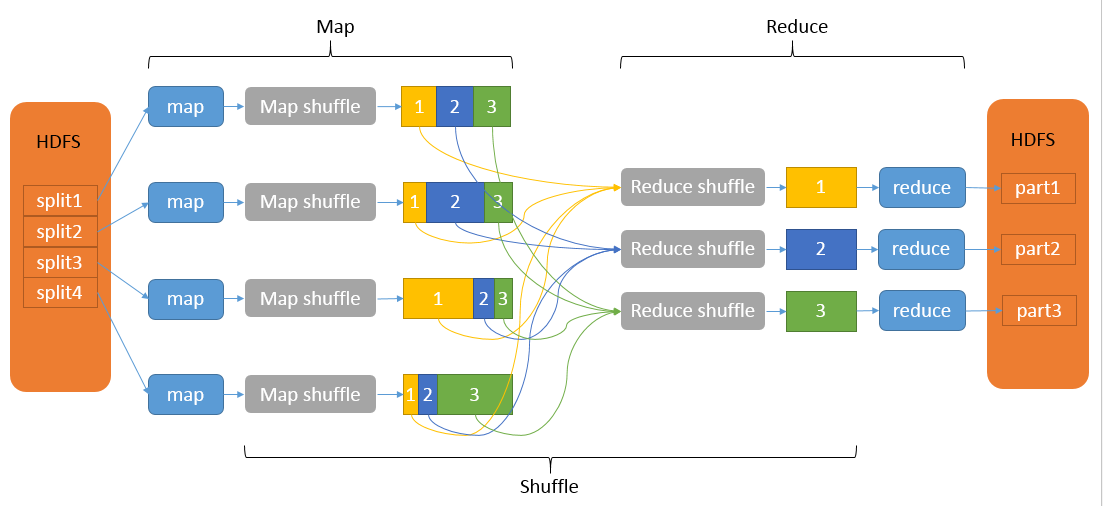 Map
Reduce
HDFS
split1
split2
split3
split4
map
Map shuffle
1 2 3
map
Map shuffle
1 2 3
map
Map shuffle
1 2 3
map
Map shuffle
1 2 3
Reduce shuffle
1
reduce
Reduce shuffle
2
reduce
Reduce shuffle
3
reduce
HDFS
part1
part2
part3
Shuffle